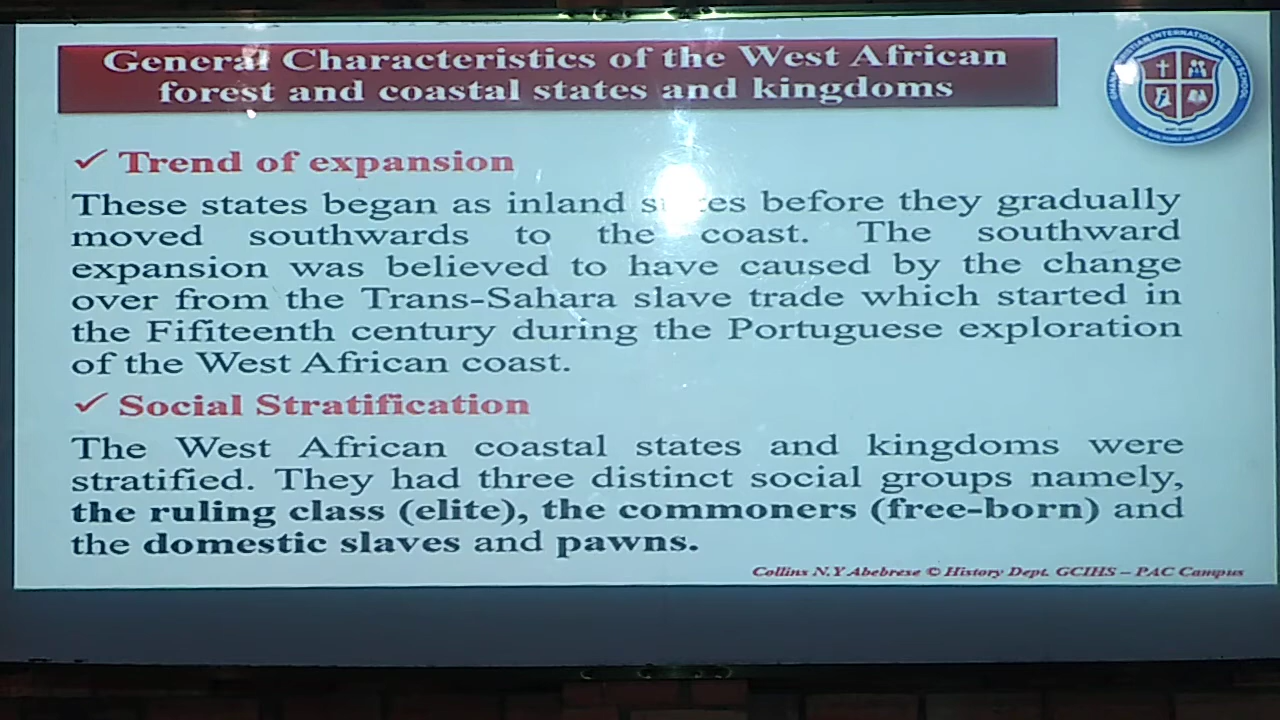 General Characteristics of the West African
forest and coastal states and kingdoms
Trend of expansion
These states began as inland before they gradually
moved southwards to the coast. The southward
expansion was believed to have caused by the change
over from the Trans-Sahara slave trade which started in
the Fifiteenth century during the Portuguese exploration
of the West African coast.
Social Stratification
The West African coastal states and kingdoms were
stratified. They had three distinct social groups namely,
the ruling class (elite), the commoners (free-born) and
the domestic slaves and pawns.
Collins N.Y Abebrese © History Dept. GCIHS – PAC Campus